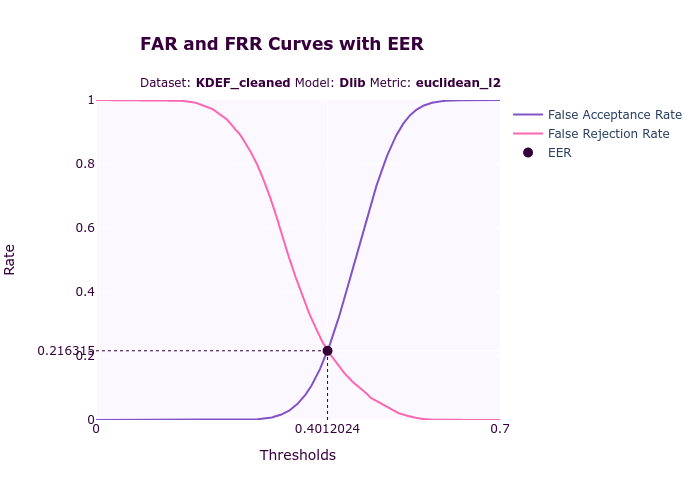 FAR and FRR Curves with EER
Dataset: KDEF_cleaned Model: Dlib Metric: euclidean_l2
False Acceptance Rate
False Rejection Rate
EER
Rate
1
0.8
0.6
0.4
0.216315
0.2
0
0
0.4012024
0.7
Thresholds